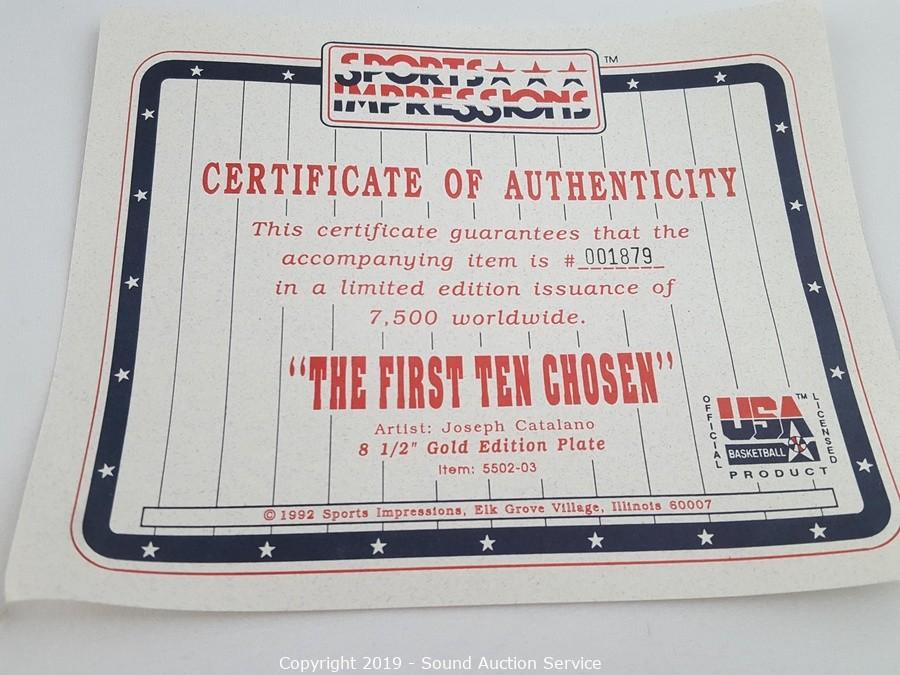 SPORTS
IMPRESSIONS TM
CERTIFICATE OF AUTHENTICITY
This certificate guarantees that the
accompanying item is # 001879
in a limited edition issuance of
7,500 worldwide.
"THE FIRST TEN CHOSEN"
Artist: Joseph Catalano
8 1/2" Gold Edition Plate
Item: 5502-03
OFFICIAL
USA TM
BASKETBALL
LICENSED
PRODUCT
© 1992 Sports Impressions, Elk Grove Village, Illinois 60007
Copyright 2019 - Sound Auction Service